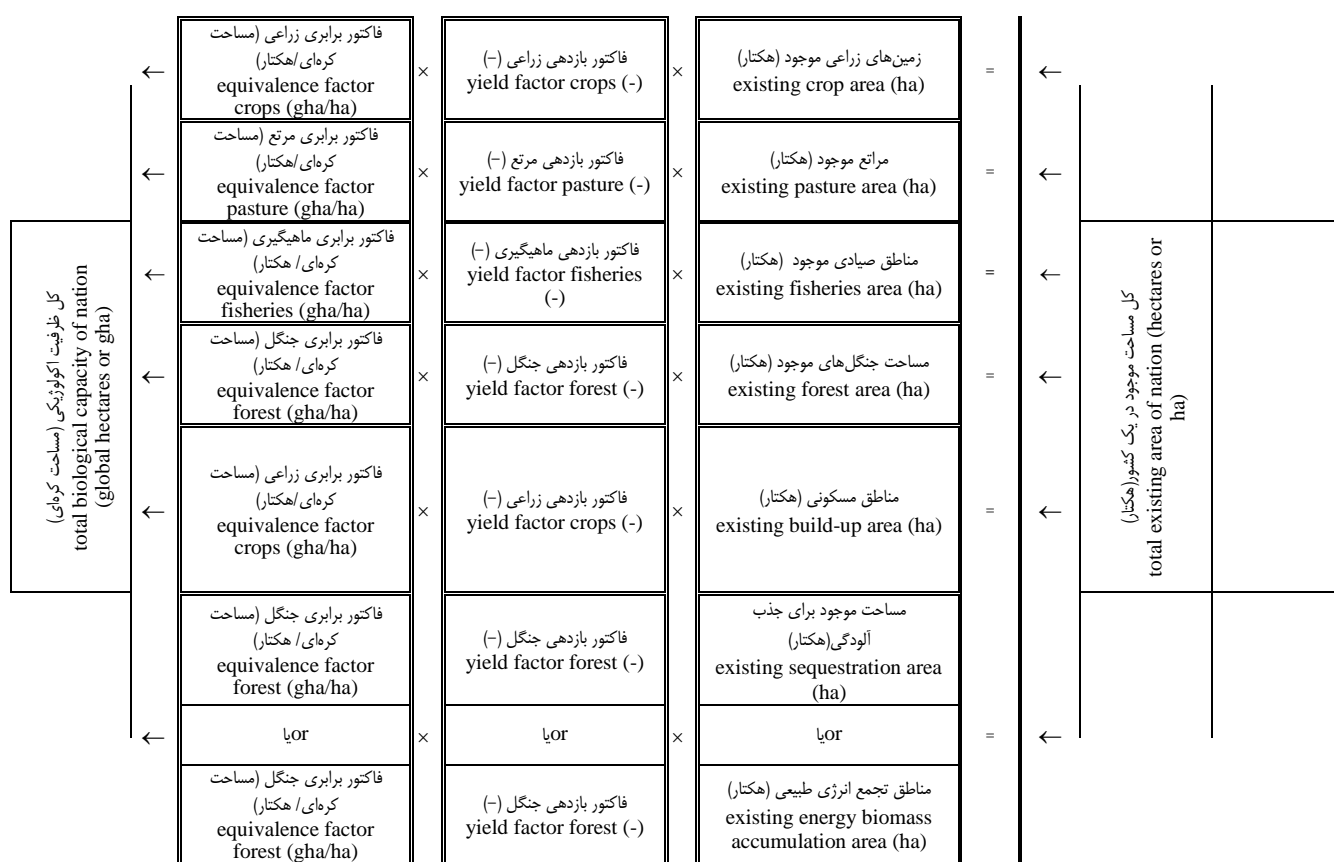 کل مساحت موجود در یک کشور(هکتار)
total existing area of nation (hectares or
ha)
←
=
زمین‌های زراعی موجود (هکتار)
existing crop area (ha)
×
فاکتور بازدهی زراعی (–)
yield factor crops (-)
×
فاکتور برابری زراعی (مساحت
کره‌ای/هکتار)
equivalence factor
crops (gha/ha)
←
←
=
مراتع موجود (هکتار)
existing pasture area (ha)
×
فاکتور بازدهی مرتع (–)
yield factor pasture (-)
×
فاکتور برابری مرتع (مساحت
کره‌ای/هکتار)
equivalence factor
pasture (gha/ha)
←
←
=
مناطق صیادی موجود (هکتار)
existing fisheries area (ha)
×
فاکتور بازدهی ماهیگیری (–)
yield factor fisheries
(-)
×
فاکتور برابری ماهیگیری (مساحت
کره‌ای/ هکتار)
equivalence factor
fisheries (gha/ha)
←
←
=
مساحت جنگل‌های موجود (هکتار)
existing forest area (ha)
×
فاکتور بازدهی جنگل (–)
yield factor forest (-)
×
فاکتور برابری جنگل (مساحت
کره‌ای/ هکتار)
equivalence factor
forest (gha/ha)
←
←
=
مناطق مسکونی (هکتار)
existing build-up area (ha)
×
فاکتور بازدهی زراعی (–)
yield factor crops (-)
×
فاکتور برابری زراعی (مساحت
کره‌ای/هکتار)
equivalence factor
crops (gha/ha)
←
مساحت موجود برای جذب
آلودگی(هکتار)
existing sequestration area
(ha)
فاکتور بازدهی جنگل (–)
yield factor forest (-)
فاکتور برابری جنگل (مساحت
کره‌ای/ هکتار)
equivalence factor
forest (gha/ha)
←
=
یاor
×
یاor
×
یاor
←
مناطق تجمع انرژی طبیعی (هکتار)
existing energy biomass
accumulation area (ha)
فاکتور بازدهی جنگل (–)
yield factor forest (-)
فاکتور برابری جنگل (مساحت
کره‌ای/ هکتار)
equivalence factor
forest (gha/ha)
کل ظرفیت اکولوژیکی (مساحت کره‌ای)
total biological capacity of nation
(global hectares or gha)